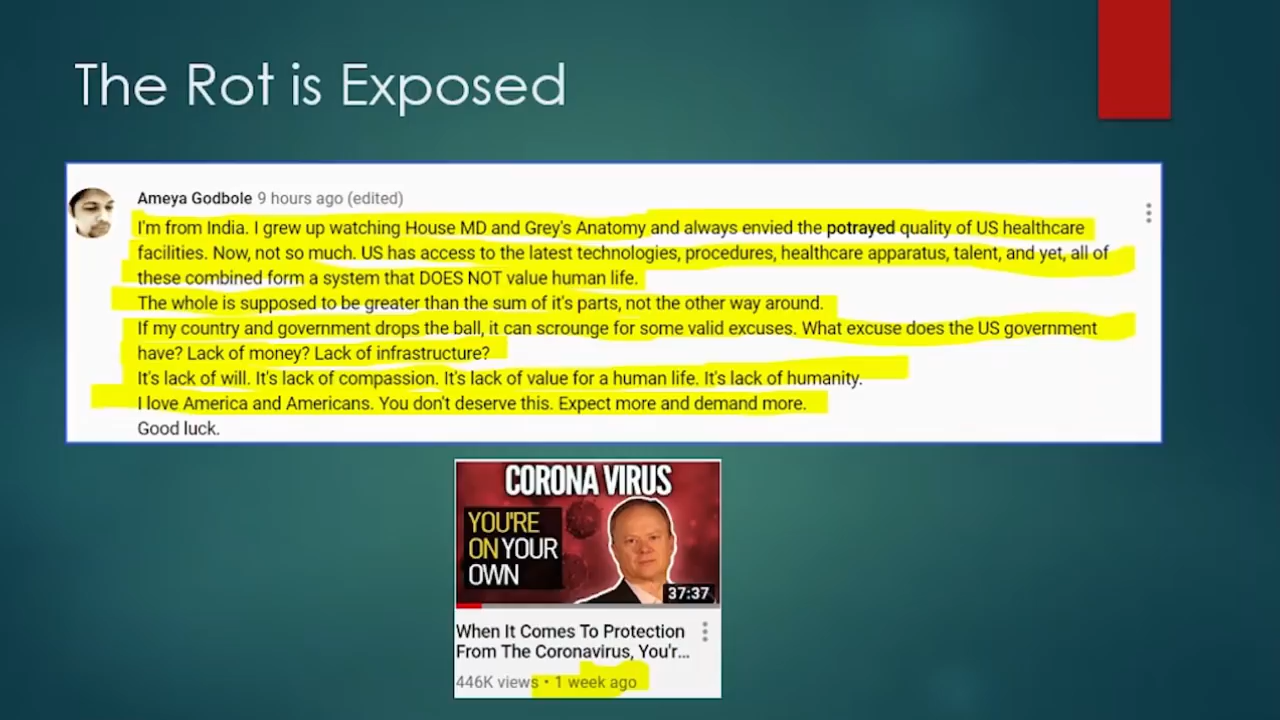 The Rot is Exposed
Ameya Godbole 9 hours ago (edited)
I'm from India. I grew up watching House MD and Grey's Anatomy and always envied the potrayed quality of US healthcare
facilities. Now, not so much. US has access to the latest technologies, procedures, healthcare apparatus, talent, and yet, all of
these combined form a system that DOES NOT value human life.
The whole is supposed to be greater than the sum of it's parts, not the other way around.
If my country and government drops the ball, it can scrounge for some valid excuses. What excuse does the US government
have? Lack of money? Lack of infrastructure?
It's lack of will. It's lack of compassion. It's lack of value for a human life. It's lack of humanity.
I love America and Americans. You don't deserve this. Expect more and demand more.
Good luck.
CORONA VIRUS
YOU'RE
ON YOUR
OWN
37:37
When It Comes To Protection
From The Coronavirus, You'r...
446K views • 1 week ago